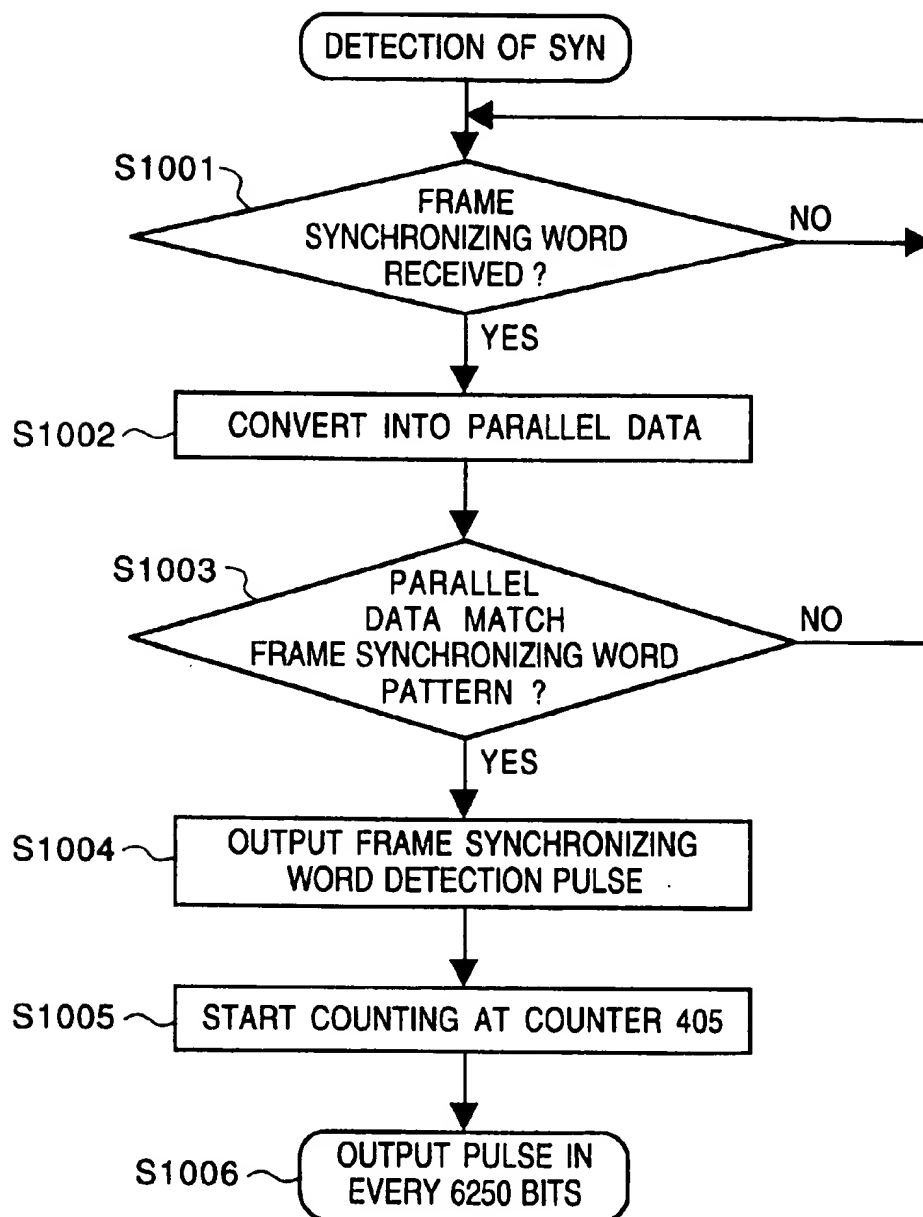 DETECTION OF SYN
S1001
FRAME
SYNCHRONIZING WORD
RECEIVED ?
NO
YES
S1002
CONVERT INTO PARALLEL DATA
S1003
PARALLEL
DATA MATCH
FRAME SYNCHRONIZING WORD
PATTERN ?
NO
YES
S1004
OUTPUT FRAME SYNCHRONIZING
WORD DETECTION PULSE
S1005
START COUNTING AT COUNTER 405
S1006
OUTPUT PULSE IN
EVERY 6250 BITS